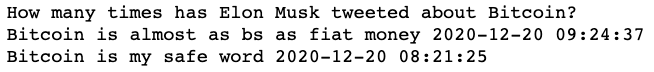 How many times has Elon Musk tweeted about Bitcoin?
Bitcoin is almost as bs as fiat money 2020-12-20 09:24:37
Bitcoin is my safe word 2020-12-20 08:21:25